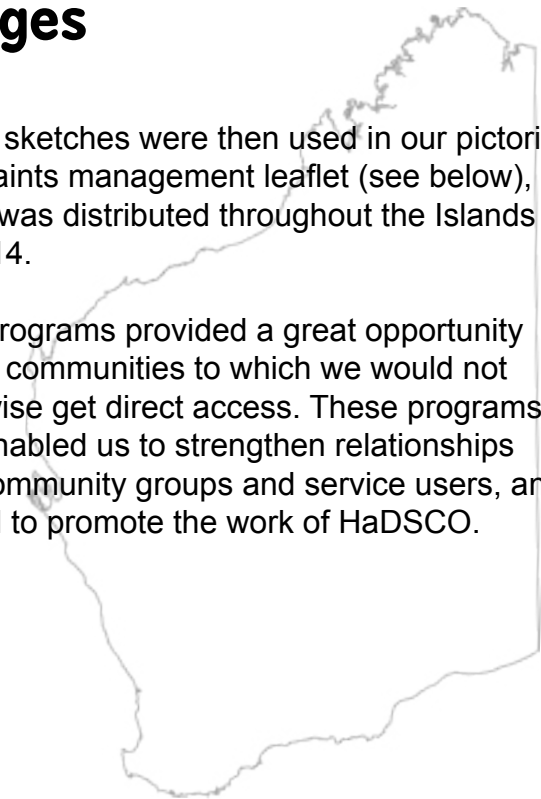 ges
sketches were then used in our pictori
aints management leaflet (see below),
was distributed throughout the Islands
14.
rograms provided a great opportunity
communities to which we would not
wise get direct access. These programs
nabled us to strengthen relationships
ommunity groups and service users, an
to promote the work of HaDSCO.